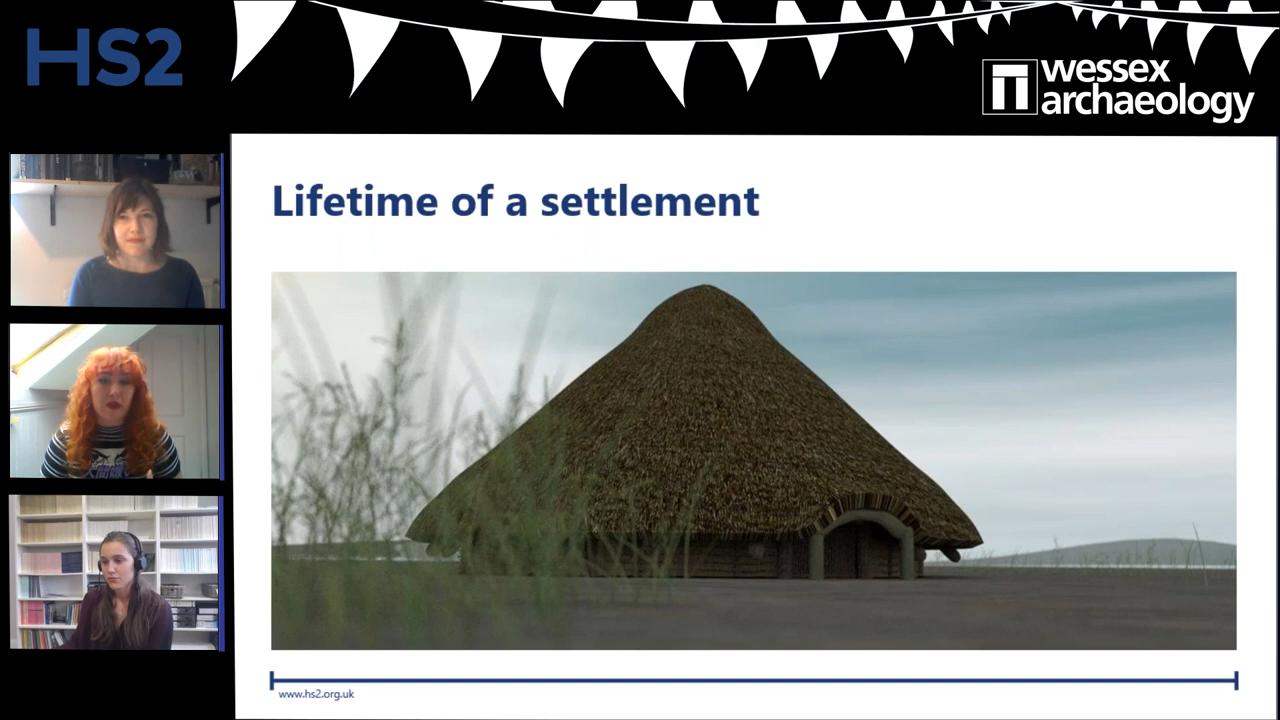 HS2
wessex
archaeology
Lifetime of a settlement
www.hs2.org.uk